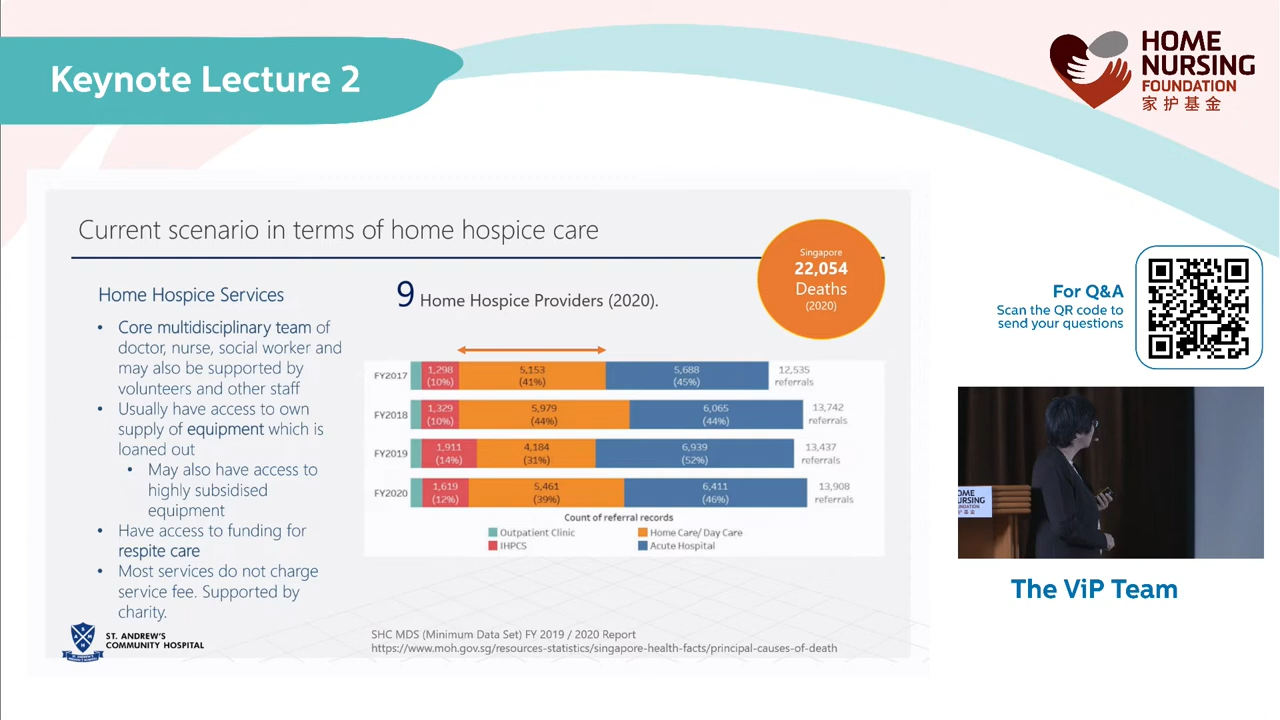 Keynote Lecture 2
HOME
NURSING
FOUNDATION
家护基金
Current scenario in terms of home hospice care
Singapore
22,054
Deaths
(2020)
Home Hospice Services
• Core multidisciplinary team of
doctor, nurse, social worker and
may also be supported by
volunteers and other staff
• Usually have access to own
supply of equipment which is
loaned out
• May also have access to
highly subsidised
equipment
• Have access to funding for
respite care
• Most services do not charge
service fee. Supported by
charity.
9 Home Hospice Providers (2020).
FY2017
1,298
(10%)
5,153
(41%)
5,688
(45%)
12,535
referrals
FY2018
1,329
(10%)
5,979
(44%)
6,065
(44%)
13,742
referrals
FY2019
1,911
(14%)
4,184
(31%)
6,939
(52%)
13,437
referrals
FY2020
1,619
(12%)
5,461
(39%)
6,411
(46%)
13,908
referrals
Count of referral records
Outpatient Clinic
Home Care/ Day Care
IHPCS
Acute Hospital
ST. ANDREW'S
COMMUNITY HOSPITAL
SHC MDS (Minimum Data Set) FY 2019 / 2020 Report
https://www.moh.gov.sg/resources-statistics/singapore-health-facts/principal-causes-of-death
For Q&A
Scan the QR code to
send your questions
OME
URSING
UNDATION
护基金
The ViP Team